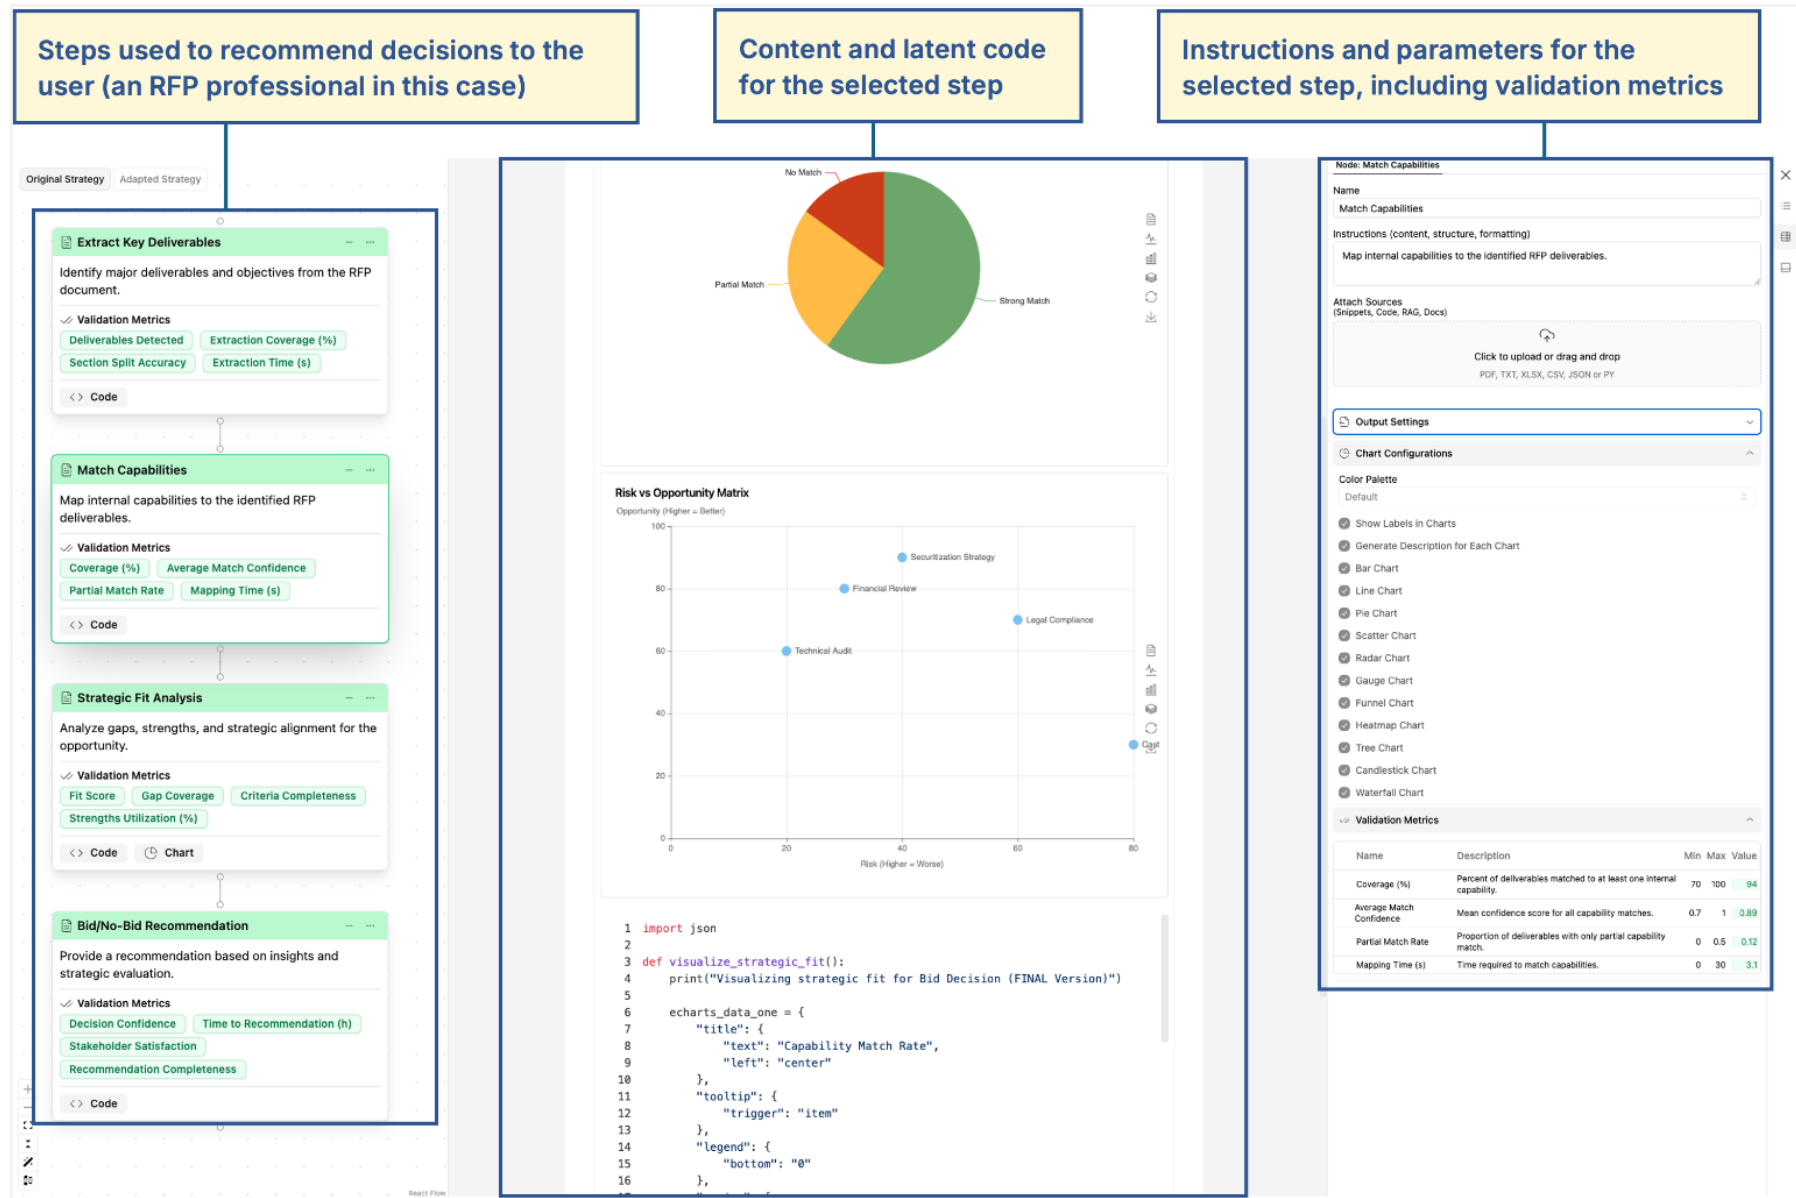 Steps used to recommend decisions to the
user (an RFP professional in this case)
Content and latent code
for the selected step
Instructions and parameters for the
selected step, including validation metrics
Original Strategy
Adapted Strategy
Extract Key Deliverables
Identify major deliverables and objectives from the RFP
document.
Validation Metrics
Deliverables Detected
Extraction Coverage (%)
Section Split Accuracy
Extraction Time (s)
<> Code
Match Capabilities
Map internal capabilities to the identified RFP
deliverables.
Validation Metrics
Coverage (%)
Average Match Confidence
Partial Match Rate
Mapping Time (s)
<> Code
Strategic Fit Analysis
Analyze gaps, strengths, and strategic alignment for the
opportunity.
Validation Metrics
Fit Score
Gap Coverage
Criteria Completeness
Strengths Utilization (%)
<> Code
Chart
Bid/No-Bid Recommendation
Provide a recommendation based on insights and
strategic evaluation.
Validation Metrics
Decision Confidence
Time to Recommendation (h)
Stakeholder Satisfaction
Recommendation Completeness
<> Code
React Flow
No Match
Partial Match
Strong Match
Risk vs Opportunity Matrix
Opportunity (Higher = Better)
100
80
60
40
20
0
Securitization Strategy
Financial Review
Legal Compliance
Technical Audit
Cost
0 20 40 60 80
Risk (Higher = Worse)
1 import json
2
3 def visualize_strategic_fit():
4     print("Visualizing strategic fit for Bid Decision (FINAL Version)")
5
6     echarts_data_one = {
7         "title": {
8             "text": "Capability Match Rate",
9             "left": "center"
10         },
11         "tooltip": {
12             "trigger": "item"
13         },
14         "legend": {
15             "bottom": "0"
16         },
Node: Match Capabilities
Name
Match Capabilities
Instructions (content, structure, formatting)
Map internal capabilities to the identified RFP deliverables.
Attach Sources
(Snippets, Code, RAG, Docs)
Click to upload or drag and drop
PDF, TXT, XLSX, CSV, JSON or PY
Output Settings
Chart Configurations
Color Palette
Default
Show Labels in Charts
Generate Description for Each Chart
Bar Chart
Line Chart
Pie Chart
Scatter Chart
Radar Chart
Gauge Chart
Funnel Chart
Heatmap Chart
Tree Chart
Candlestick Chart
Waterfall Chart
Validation Metrics
Name Description Min Max Value
Coverage (%) Percent of deliverables matched to at least one internal capability. 70 100 94
Average Match Confidence Mean confidence score for all capability matches. 0.7 1 0.89
Partial Match Rate Proportion of deliverables with only partial capability match. 0 0.5 0.12
Mapping Time (s) Time required to match capabilities. 0 30 3.1